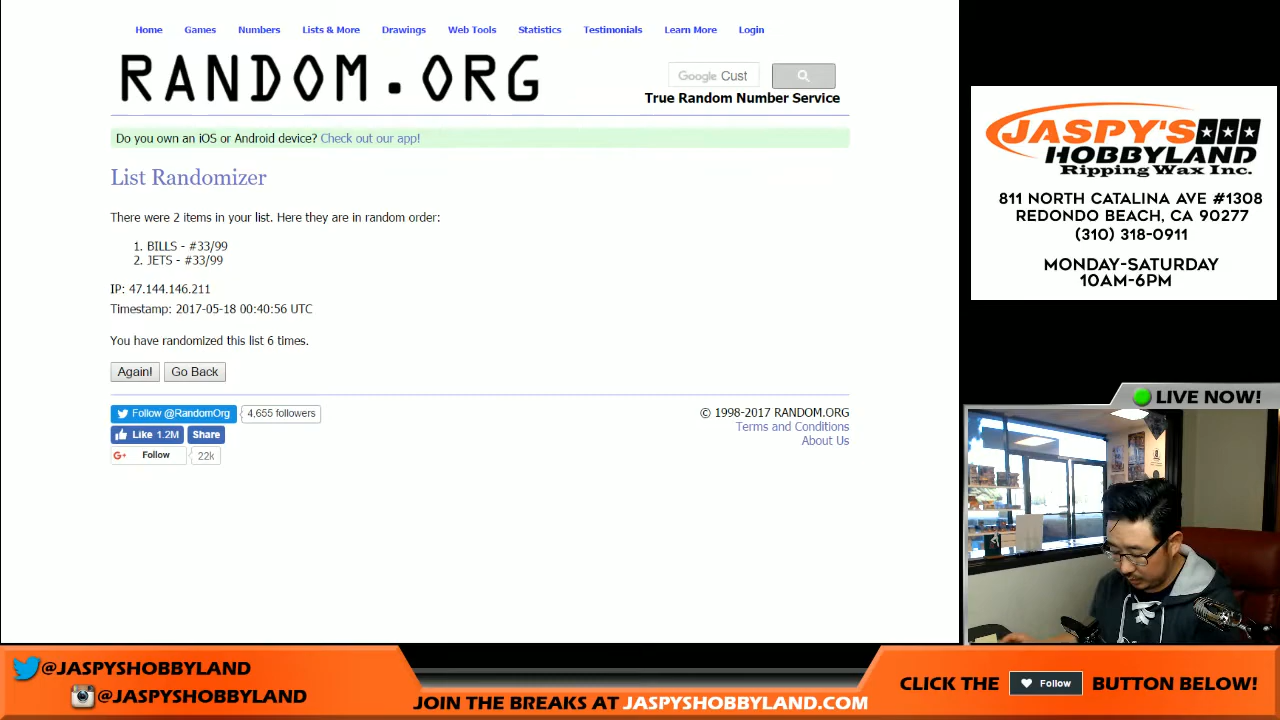 Home Games Numbers Lists & More Drawings Web Tools Statistics Testimonials Learn More Login
RANDOM.ORG
Google Cust
True Random Number Service
Do you own an iOS or Android device? Check out our app!
List Randomizer
There were 2 items in your list. Here they are in random order:
1. BILLS - #33/99
2. JETS - #33/99
IP: 47.144.146.211
Timestamp: 2017-05-18 00:40:56 UTC
You have randomized this list 6 times.
Again! Go Back
Follow @RandomOrg 4,655 followers
Like 1.2M Share
G+ Follow 22k
© 1998-2017 RANDOM.ORG
Terms and Conditions
About Us
JASPY'S
HOBBYLAND
Ripping Wax Inc.
811 NORTH CATALINA AVE #1308
REDONDO BEACH, CA 90277
(310) 318-0911
MONDAY-SATURDAY
10AM-6PM
LIVE NOW!
@JASPYSHOBBYLAND
@JASPYSHOBBYLAND
JOIN THE BREAKS AT JASPYSHOBBYLAND.COM
CLICK THE Follow BUTTON BELOW!